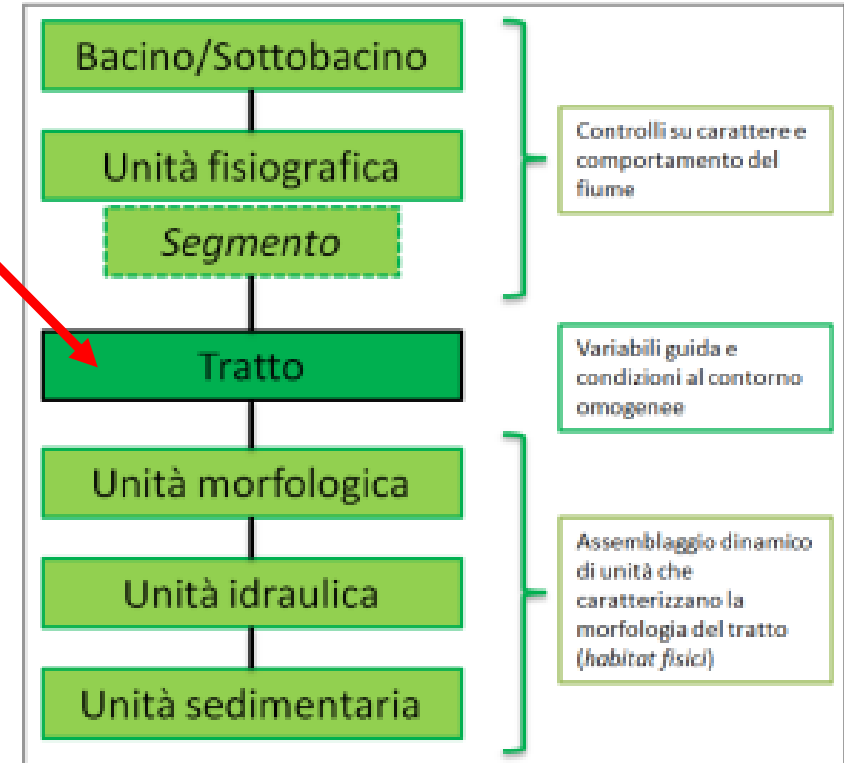 Bacino/Sottobacino
Unità fisiografica
Segmento
Controlli su carattere e
comportamento del
fiume
Tratto
Variabili guida e
condizioni al contorno
omogenee
Unità morfologica
Unità idraulica
Unità sedimentaria
Assemblaggio dinamico
di unità che
caratterizzano la
morfologia del tratto
(habitat fisici)